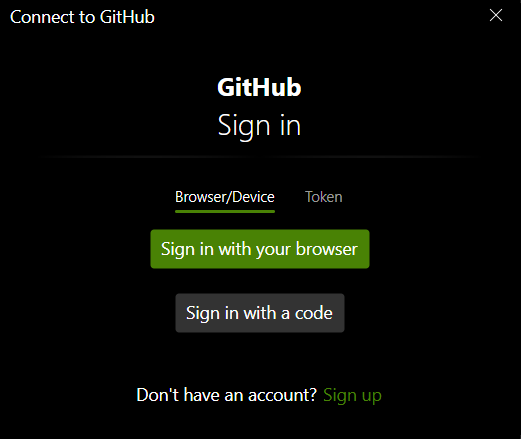 Connect to GitHub
GitHub
Sign in
Browser/Device Token
Sign in with your browser
Sign in with a code
Don't have an account? Sign up